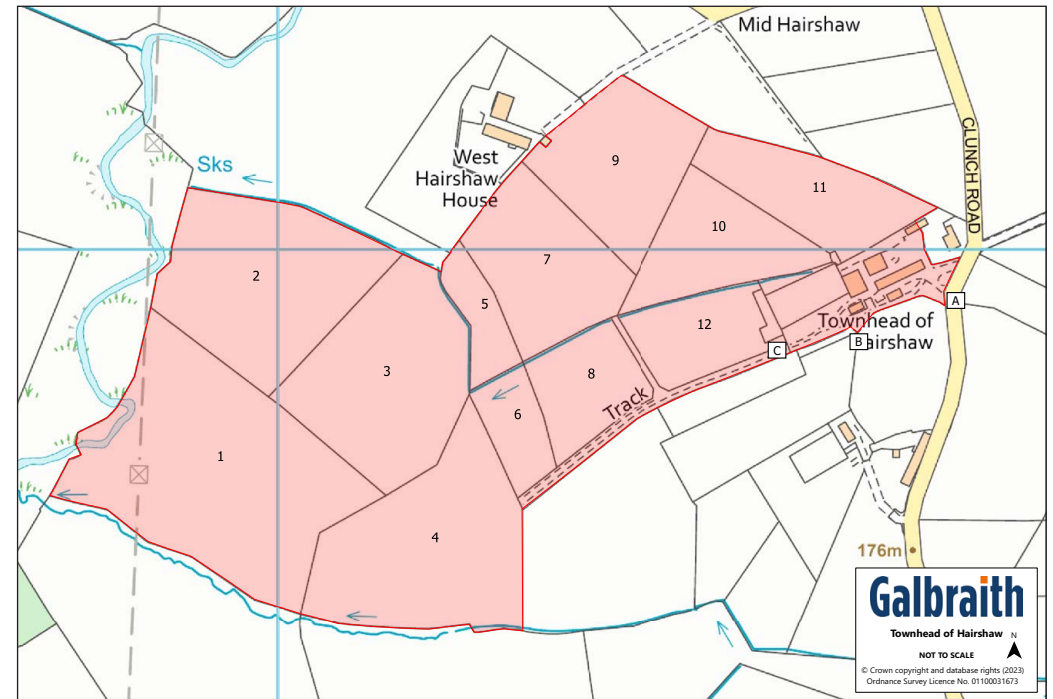 Mid Hairshaw
CLUNCH ROAD
Sks
West
Hairshaw
House
9
11
10
2
7
5
A
12
Townhead of
B
airshaw
C
3
8
Track
6
1
4
176m
Galbraith
Townhead of Hairshaw
N
NOT TO SCALE
© Crown copyright and database rights (2023)
Ordnance Survey Licence No. 01100031673